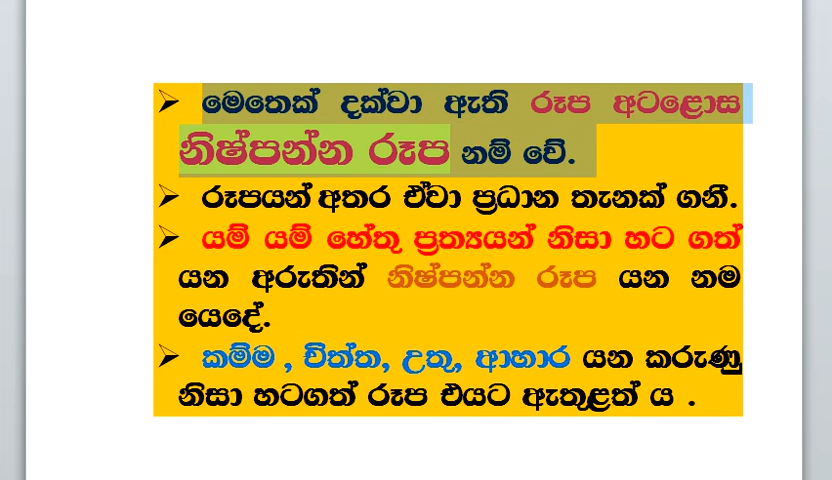 ➢ මෙතෙක් දක්වා ඇති රූප අටළොස
නිෂ්පන්න රූප නම් වේ.
➢ රූපයන් අතර ඒවා ප්‍රධාන තැනක් ගනී.
➢ යම් යම් හේතු ප්‍රත්‍යයන් නිසා හට ගත්
යන අරුතින් නිෂ්පන්න රූප යන නම
යෙදේ.
➢ කම්ම , චිත්ත, උතු, ආහාර යන කරුණු
නිසා හටගත් රූප එයට ඇතුළත් ය .